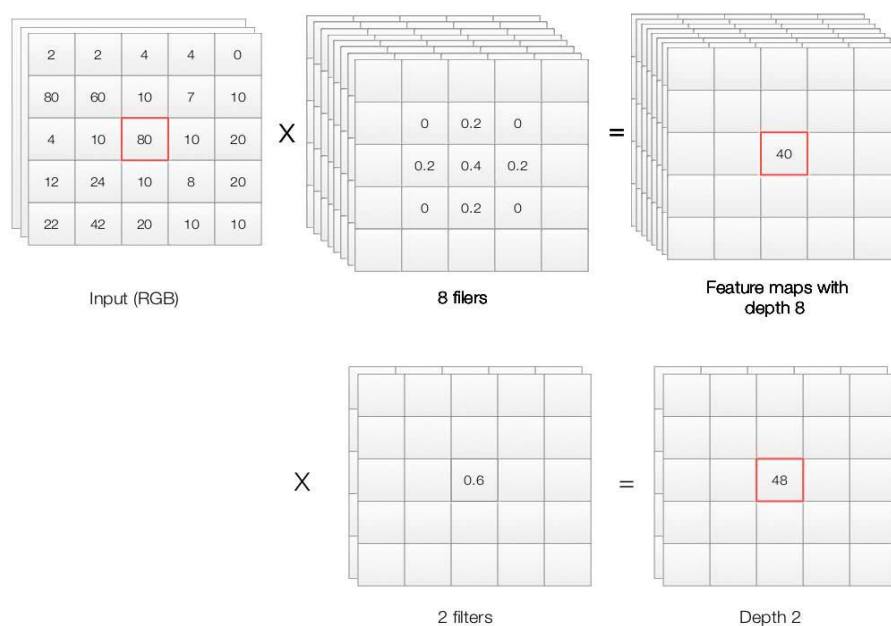 2 2 4 4 0
80 60 10 7 10
4 10 80 10 20
12 24 10 8 20
22 42 20 10 10
Input (RGB)
X
0 0.2 0
0.2 0.4 0.2
0 0.2 0
8 filers
=
40
Feature maps with
depth 8
X
0.6
2 filters
=
48
Depth 2